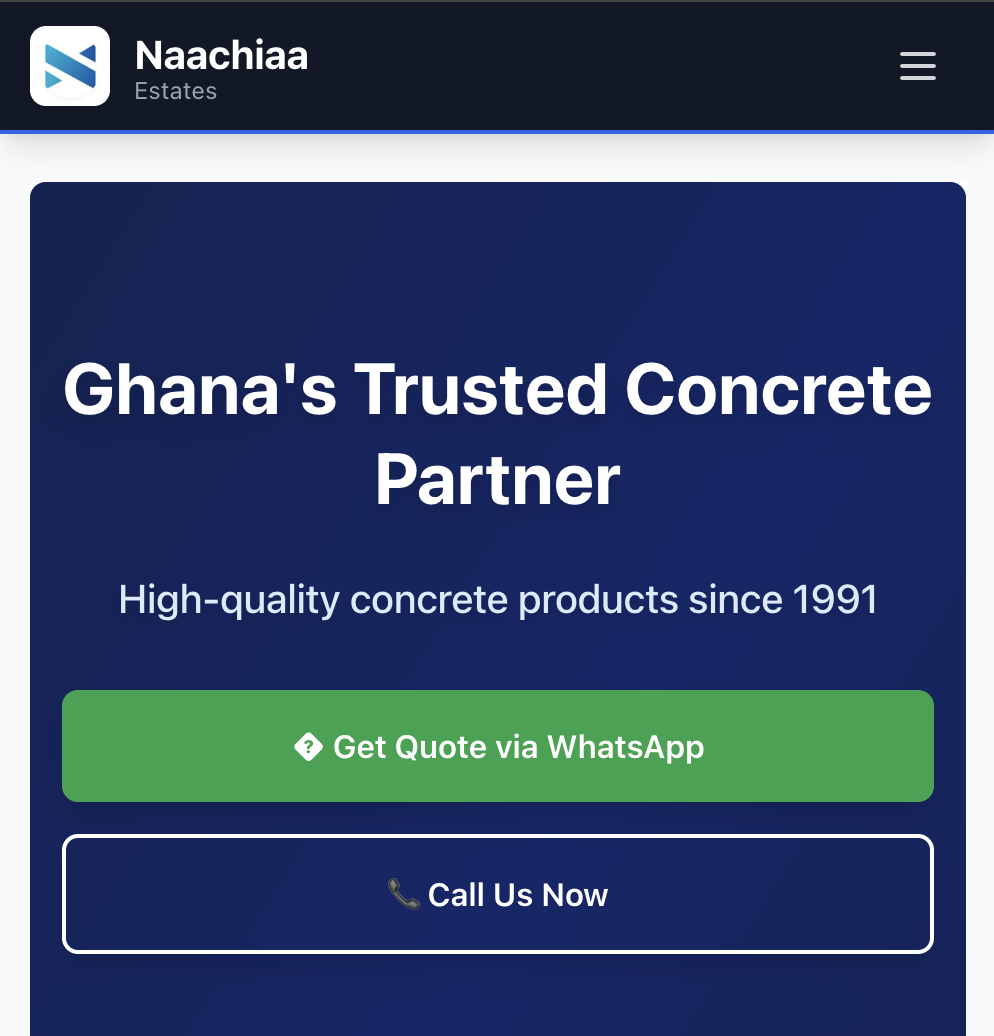 Naachiaa
Estates
Ghana's Trusted Concrete
Partner
High-quality concrete products since 1991
� Get Quote via WhatsApp
📞 Call Us Now